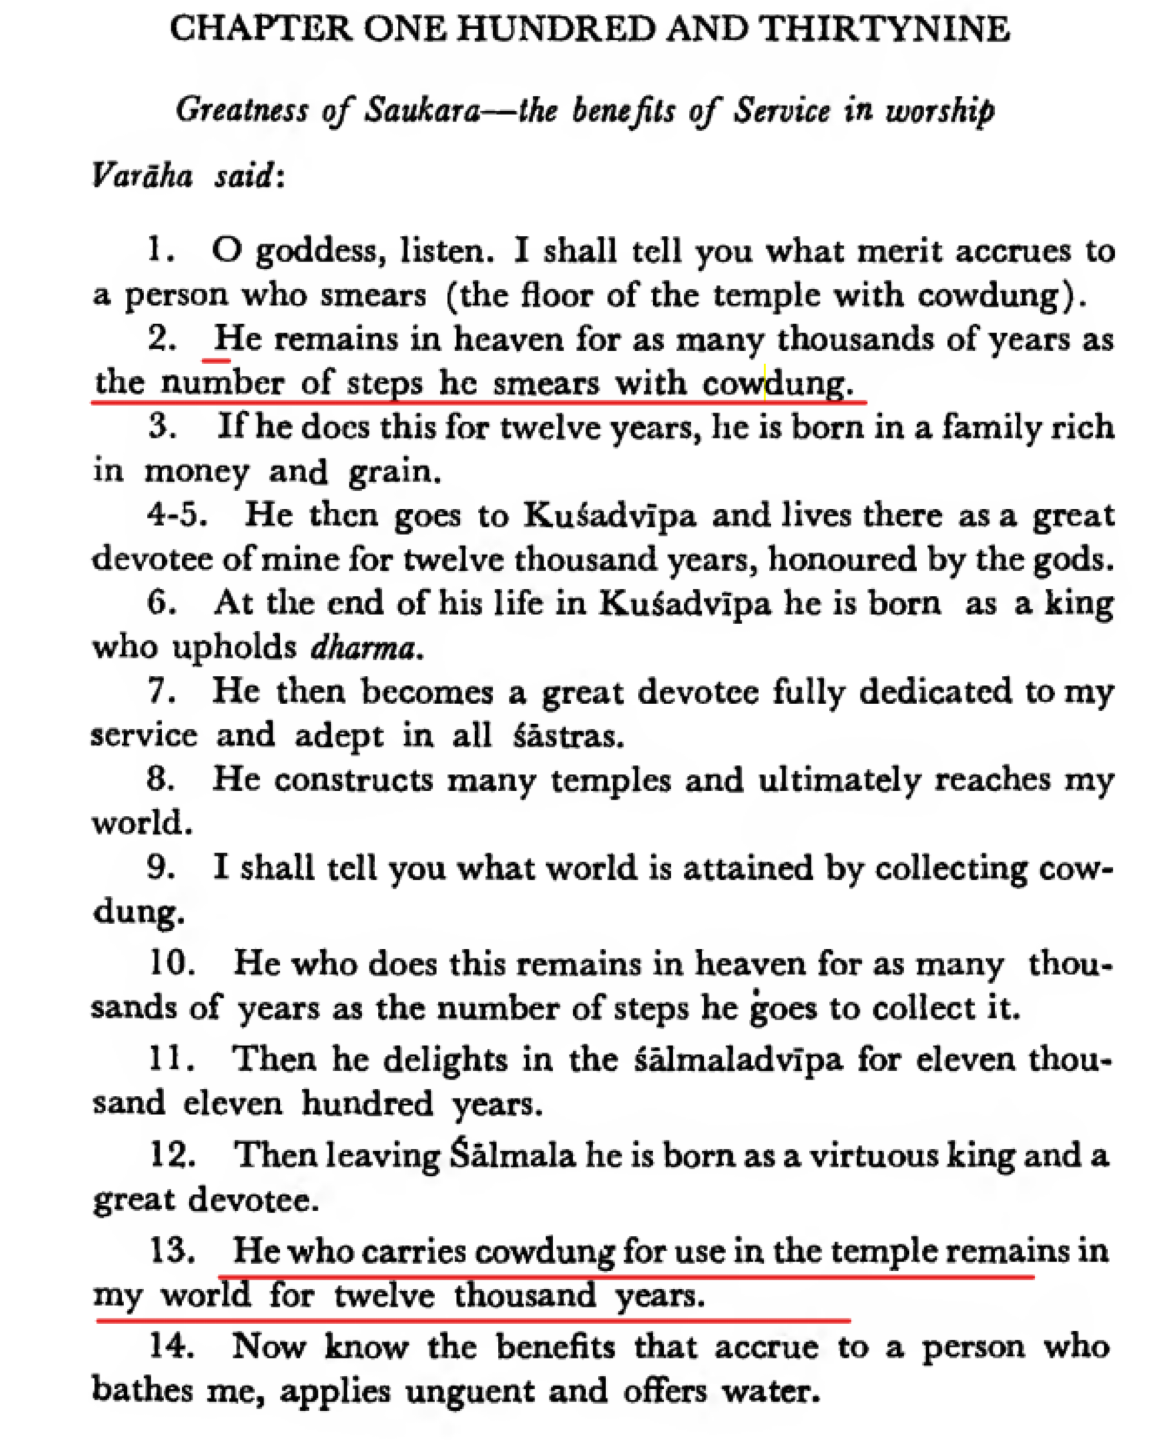 CHAPTER ONE HUNDRED AND THIRTYNINE
Greatness of Saukara—the benefits of Service in worship
Varāha said:
1. O goddess, listen. I shall tell you what merit accrues to
a person who smears (the floor of the temple with cowdung).
2. He remains in heaven for as many thousands of years as
the number of steps he smears with cowdung.
3. If he does this for twelve years, he is born in a family rich
in money and grain.
4-5. He then goes to Kuśadvīpa and lives there as a great
devotee of mine for twelve thousand years, honoured by the gods.
6. At the end of his life in Kuśadvīpa he is born as a king
who upholds dharma.
7. He then becomes a great devotee fully dedicated to my
service and adept in all śāstras.
8. He constructs many temples and ultimately reaches my
world.
9. I shall tell you what world is attained by collecting cow-
dung.
10. He who does this remains in heaven for as many thou-
sands of years as the number of steps he goes to collect it.
11. Then he delights in the śālmaladvīpa for eleven thou-
sand eleven hundred years.
12. Then leaving Śālmala he is born as a virtuous king and a
great devotee.
13. He who carries cowdung for use in the temple remains in
my world for twelve thousand years.
14. Now know the benefits that accrue to a person who
bathes me, applies unguent and offers water.